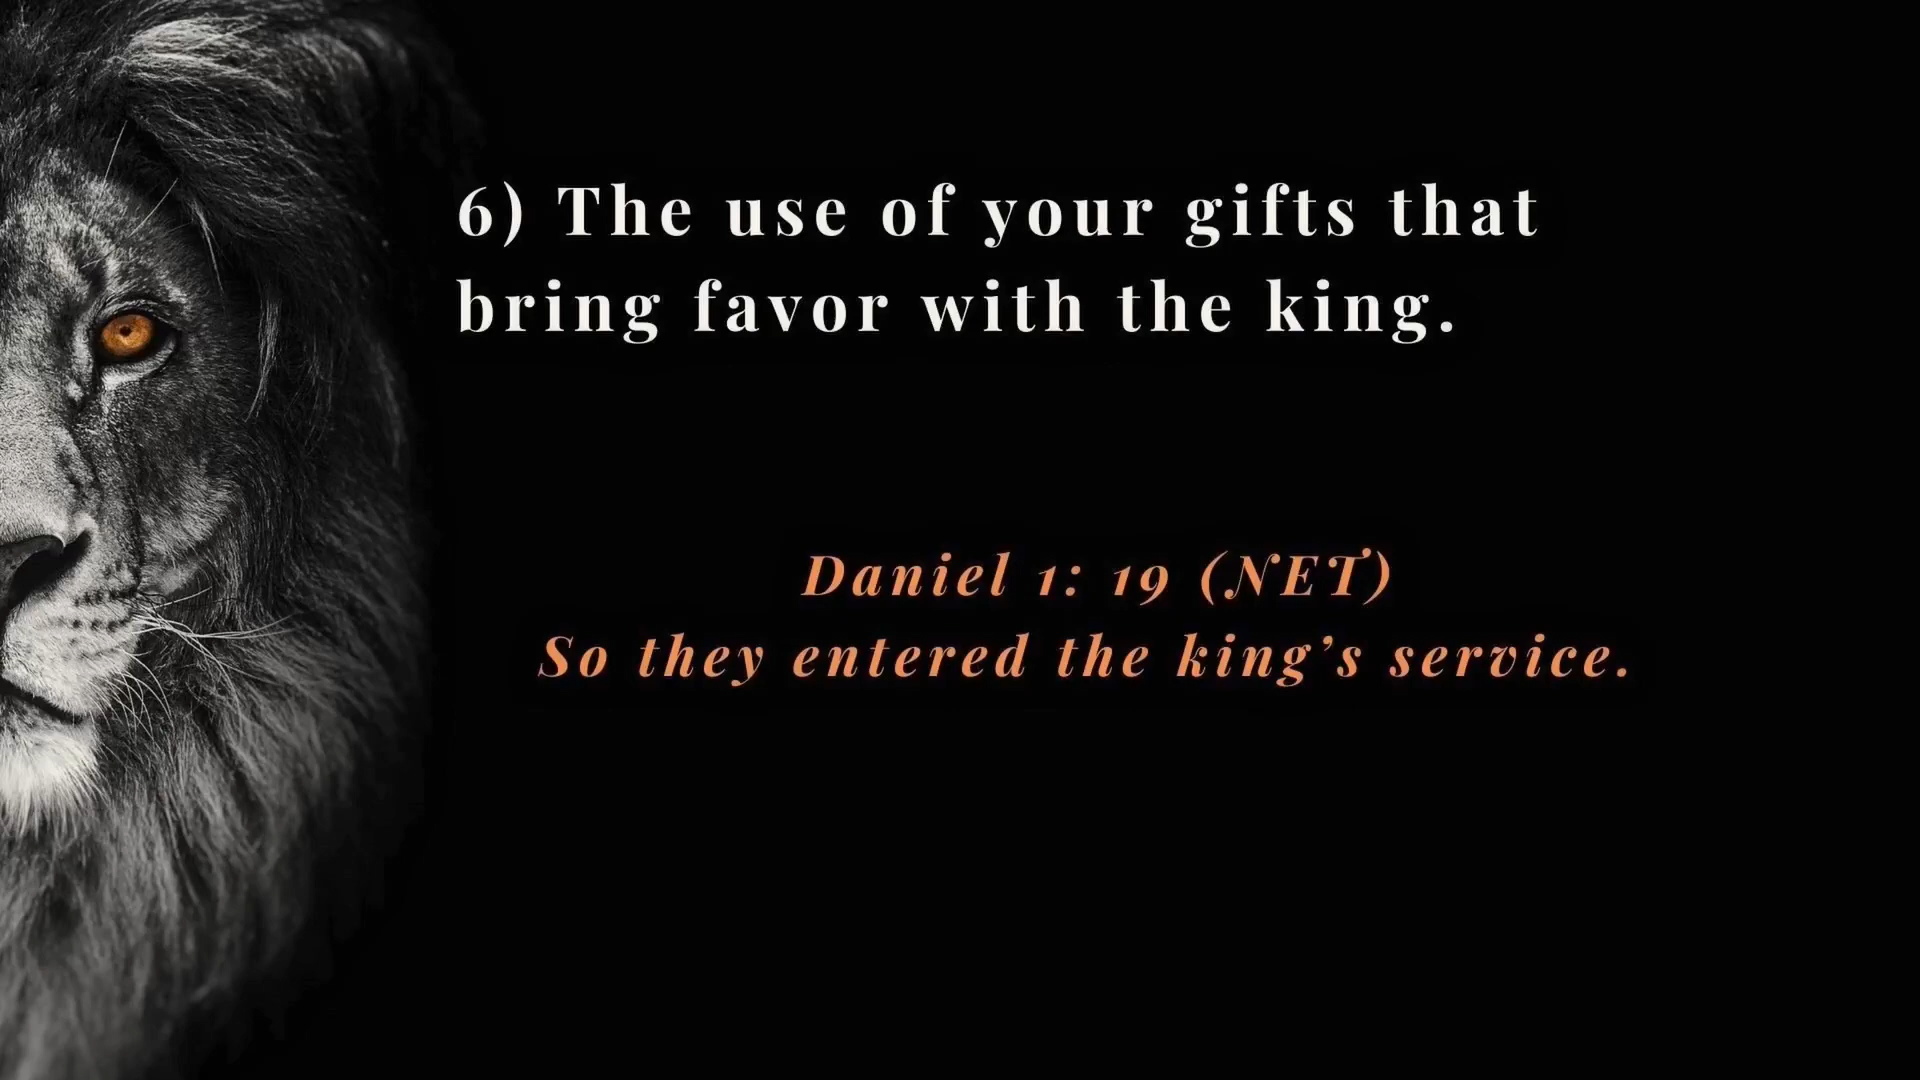 6) The use of your gifts that
bring favor with the king.
Daniel 1: 19 (NET)
So they entered the king’s service.